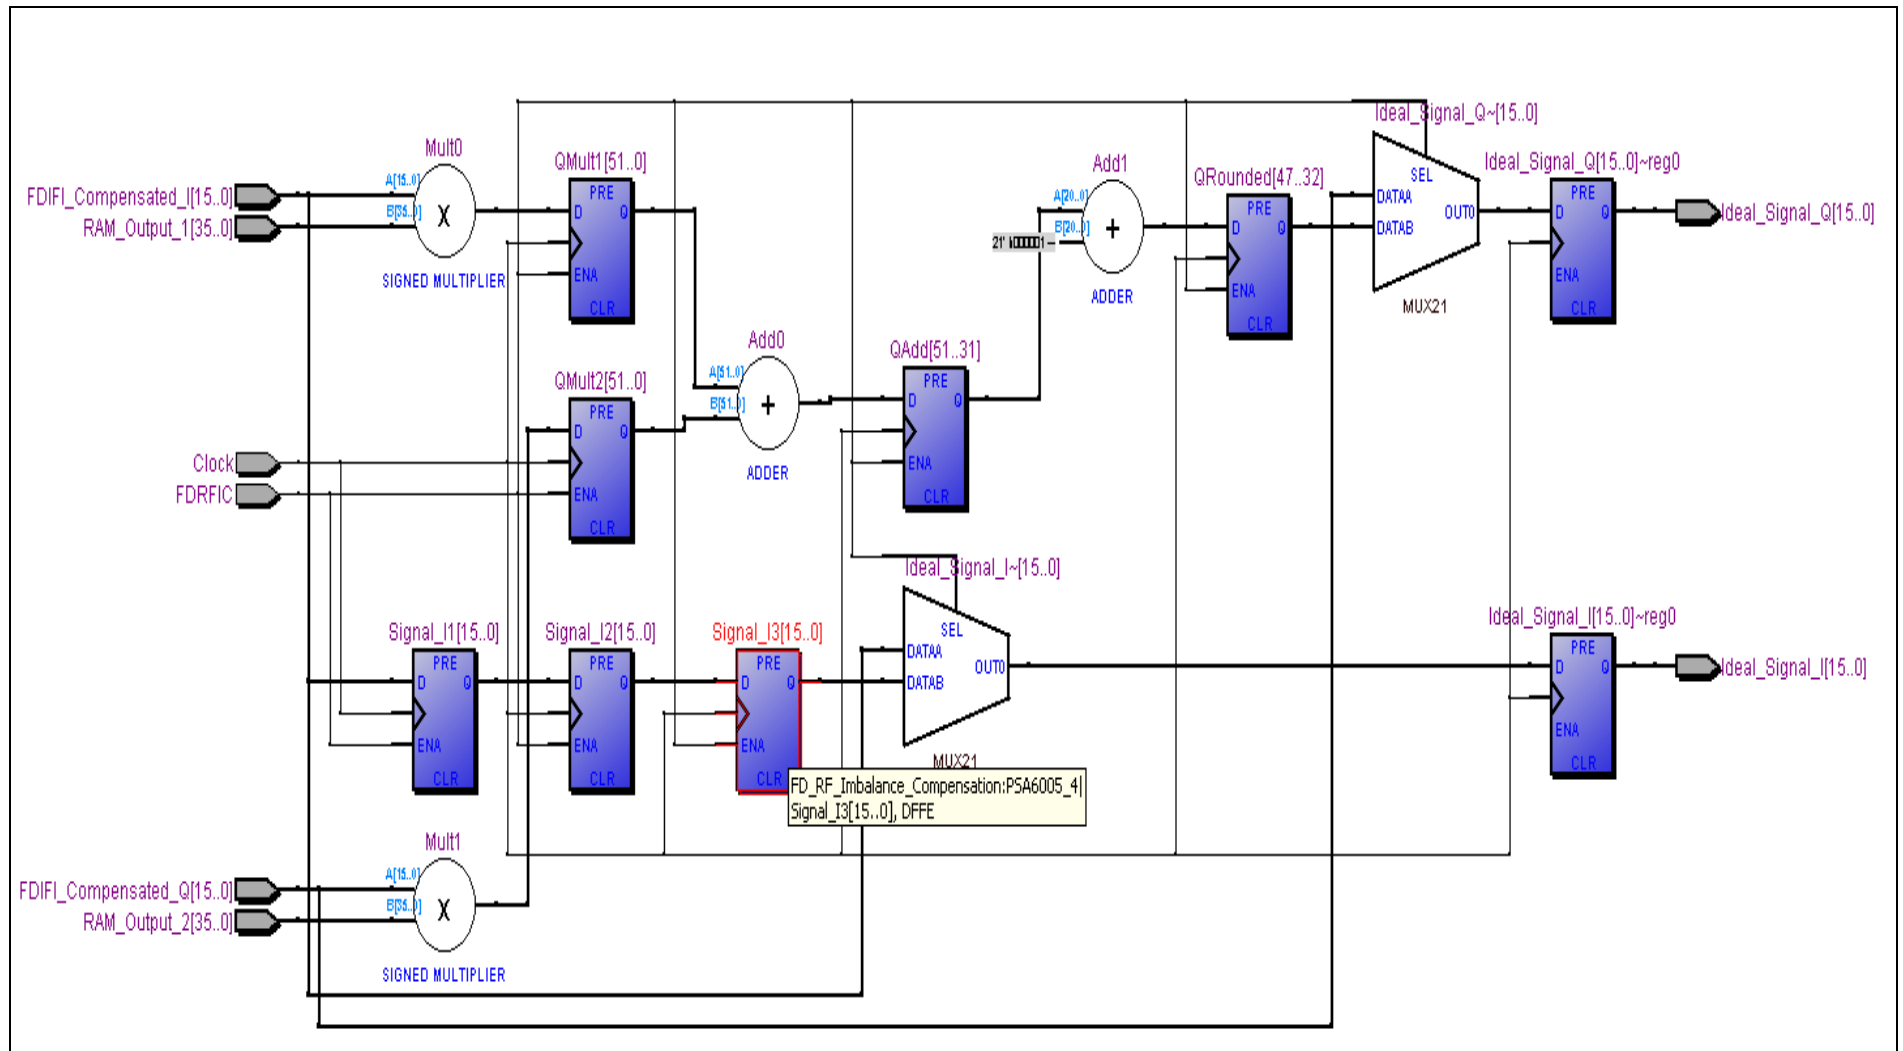 Ideal_Signal_Q~[15..0]
Mult0
QMult1[51..0]
Add1
Ideal_Signal_Q[15..0]~reg0
QRounded[47..32]
FDIFI_Compensated_I[15..0]
A[15..0]
B[35..0]
X
PRE
D
Q
ENA
CLR
RAM_Output_1[35..0]
SIGNED MULTIPLIER
A[20..0]
B[20..0]
+
ADDER
PRE
D
Q
ENA
CLR
SEL
DATAA
DATAB
OUT0
MUX21
PRE
D
Q
ENA
CLR
Ideal_Signal_Q[15..0]
Add0
QAdd[51..31]
QMult2[51..0]
A[51..0]
B[51..0]
+
ADDER
PRE
D
Q
ENA
CLR
PRE
D
Q
ENA
CLR
Clock
FDRFIC
Ideal_Signal_I~[15..0]
Signal_I1[15..0]
Signal_I2[15..0]
Signal_I3[15..0]
Ideal_Signal_I[15..0]~reg0
PRE
D
Q
ENA
CLR
PRE
D
Q
ENA
CLR
PRE
D
Q
ENA
CLR
SEL
DATAA
DATAB
OUT0
MUX21
PRE
D
Q
ENA
CLR
Ideal_Signal_I[15..0]
FD_RF_Imbalance_Compensation:PSA6005_4|
Signal_I3[15..0], DFFE
Mult1
FDIFI_Compensated_Q[15..0]
RAM_Output_2[35..0]
A[15..0]
B[35..0]
X
SIGNED MULTIPLIER